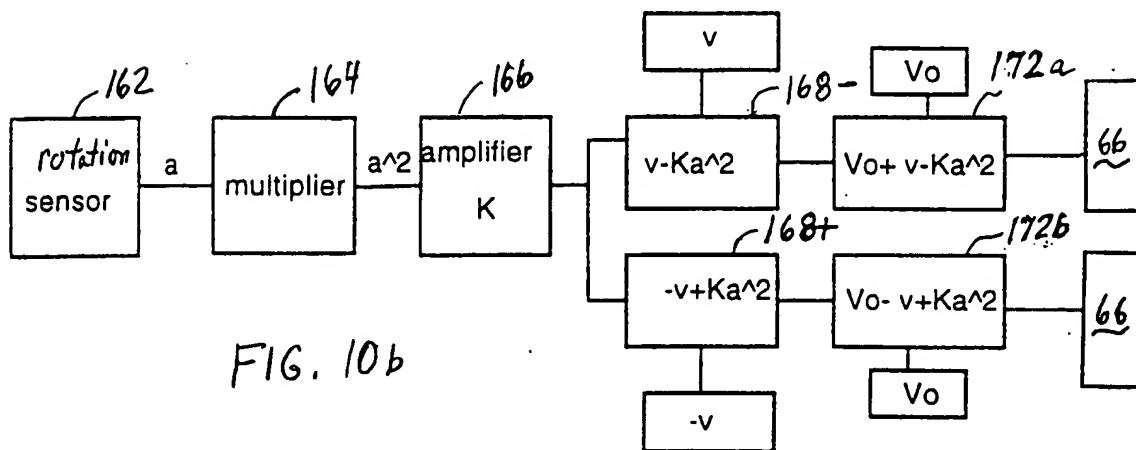 v
162
164
166
168-
Vo
172a
rotation
sensor
a
multiplier
a^2
amplifier
K
v-Ka^2
Vo+ v-Ka^2
66
168+
172b
-v+Ka^2
Vo- v+Ka^2
66
FIG. 10b
-v
Vo